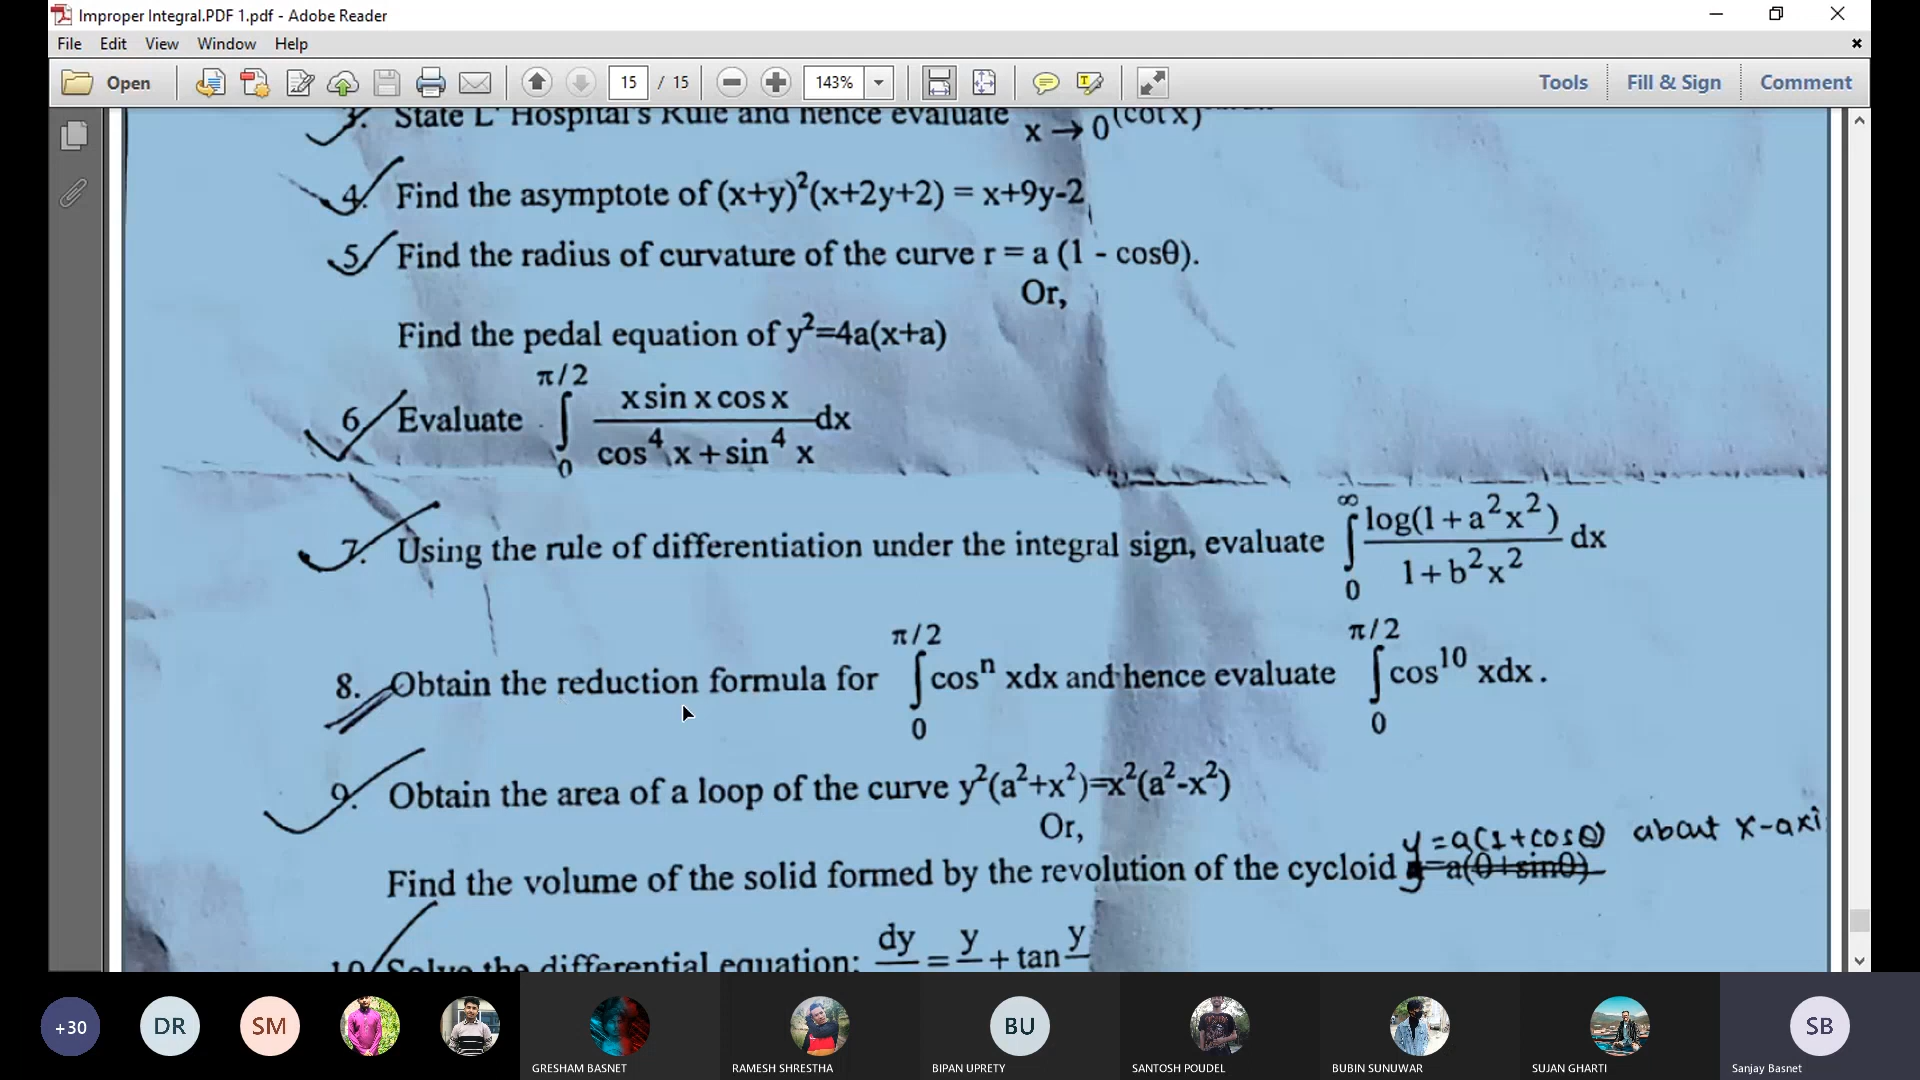 Improper Integral.PDF 1.pdf - Adobe Reader
File Edit View Window Help
Open 15 / 15 143% Tools Fill & Sign Comment
3. State L' Hospital's Rule and hence evaluate x → 0 (cot x)
4. Find the asymptote of (x+y)²(x+2y+2) = x+9y-2
5. Find the radius of curvature of the curve r = a (1 - cosθ).
Or,
Find the pedal equation of y²=4a(x+a)
6. Evaluate ∫₀^(π/2) (x sin x cos x)/(cos⁴ x + sin⁴ x) dx
7. Using the rule of differentiation under the integral sign, evaluate ∫₀^∞ log(1+a²x²)/(1+b²x²) dx
8. Obtain the reduction formula for ∫₀^(π/2) cosⁿ xdx and hence evaluate ∫₀^(π/2) cos¹⁰ xdx.
9. Obtain the area of a loop of the curve y²(a²+x²)=x²(a²-x²)
Or,
y = a(1+cosθ) about x-axi
Find the volume of the solid formed by the revolution of the cycloid =a(θ+sinθ)
10. Solve the differential equation: dy = y + tan y
+30 DR SM BU SB
GRESHAM BASNET RAMESH SHRESTHA BIPAN UPRETY SANTOSH POUDEL BUBIN SUNUWAR SUJAN GHARTI Sanjay Basnet